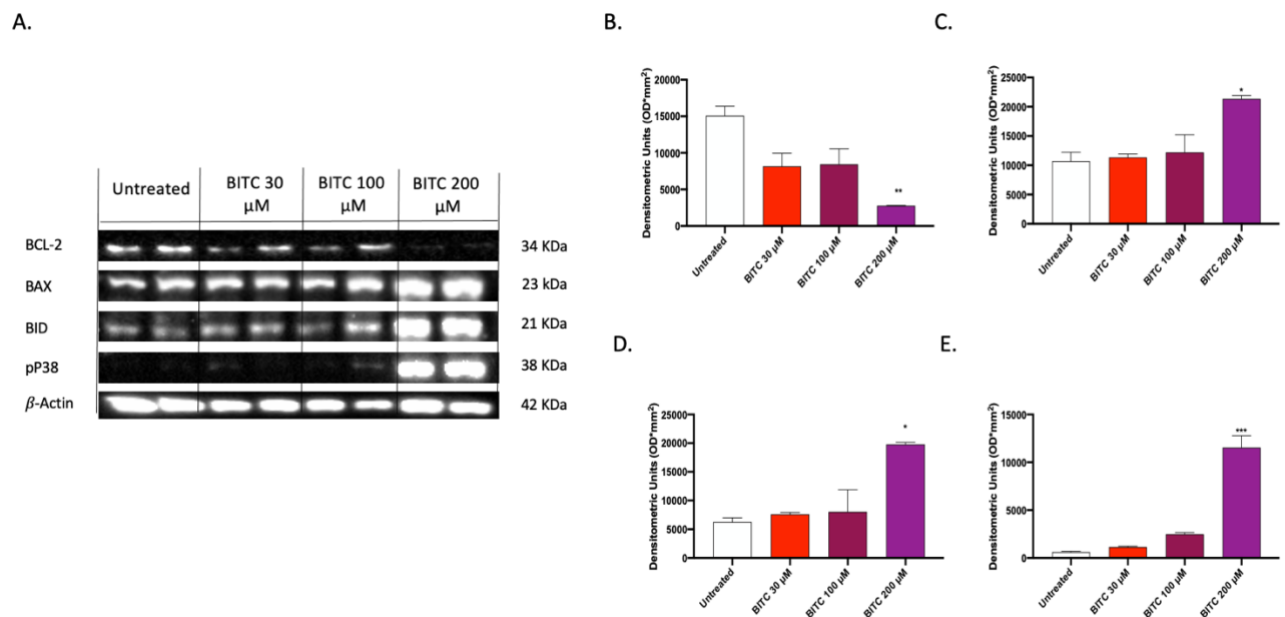 A.
Untreated
BITC 30
μM
BITC 100
μM
BITC 200
μM
BCL-2
34 KDa
BAX
23 kDa
BID
21 KDa
pP38
38 KDa
β-Actin
42 KDa
B.
Densitometric Units (OD*mm²)
20000
15000
10000
5000
0
**
Untreated
BITC 30 μM
BITC 100 μM
BITC 200 μM
C.
Densitometric Units (OD*mm²)
25000
20000
15000
10000
5000
0
*
Untreated
BITC 30 μM
BITC 100 μM
BITC 200 μM
D.
Densitometric Units (OD*mm²)
25000
20000
15000
10000
5000
0
*
Untreated
BITC 30 μM
BITC 100 μM
BITC 200 μM
E.
Densitometric Units (OD*mm²)
15000
10000
5000
0
***
Untreated
BITC 30 μM
BITC 100 μM
BITC 200 μM